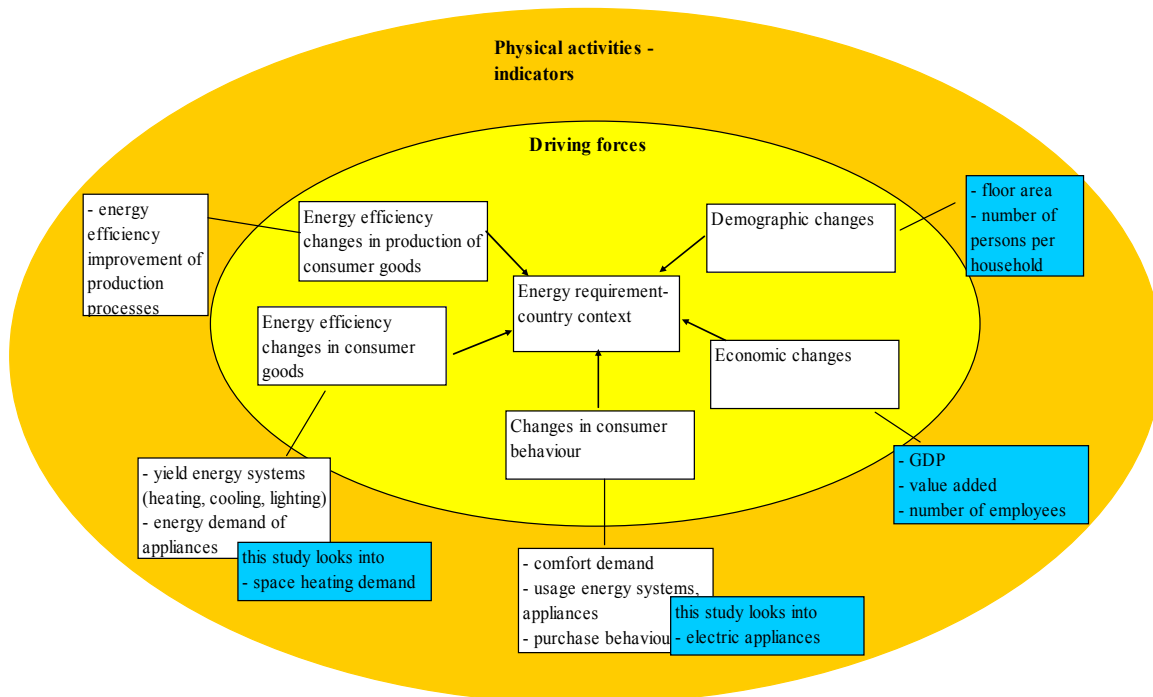 Physical activities -
indicators
Driving forces
- energy
efficiency
improvement of
production
processes
Energy efficiency
changes in production of
consumer goods
Demographic changes
- floor area
- number of
persons per
household
Energy requirement-
country context
Energy efficiency
changes in consumer
goods
Economic changes
Changes in consumer
behaviour
- yield energy systems
(heating, cooling, lighting)
- energy demand of
appliances
this study looks into
- space heating demand
- GDP
- value added
- number of employees
- comfort demand
- usage energy systems,
appliances
- purchase behaviou
this study looks into
- electric appliances